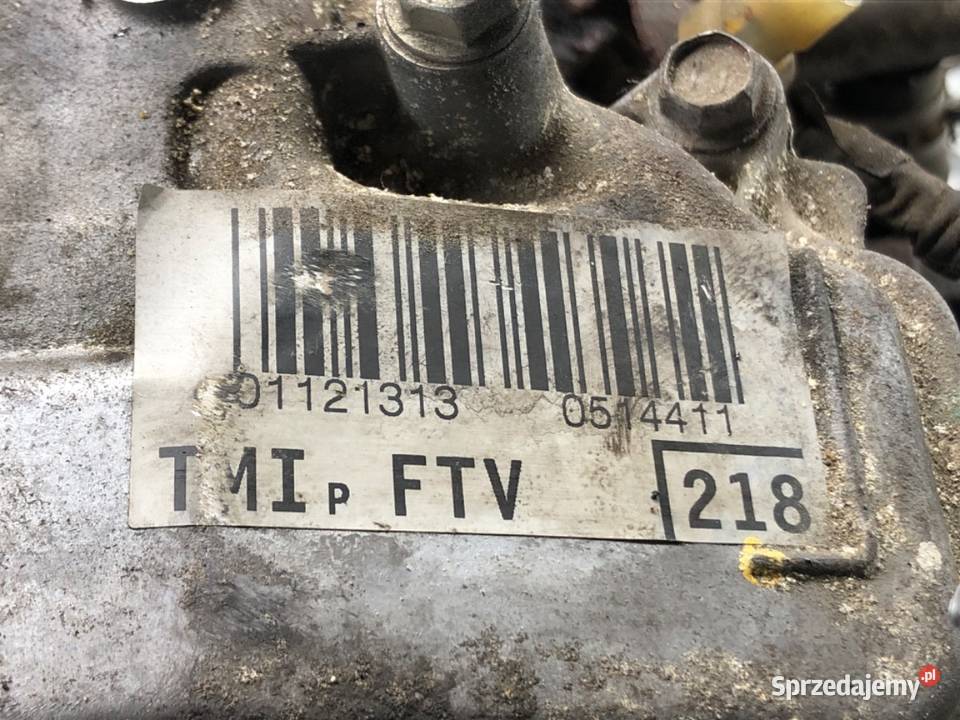 01121313 0514411
TMI P FTV 218
Sprzedajemy.pl